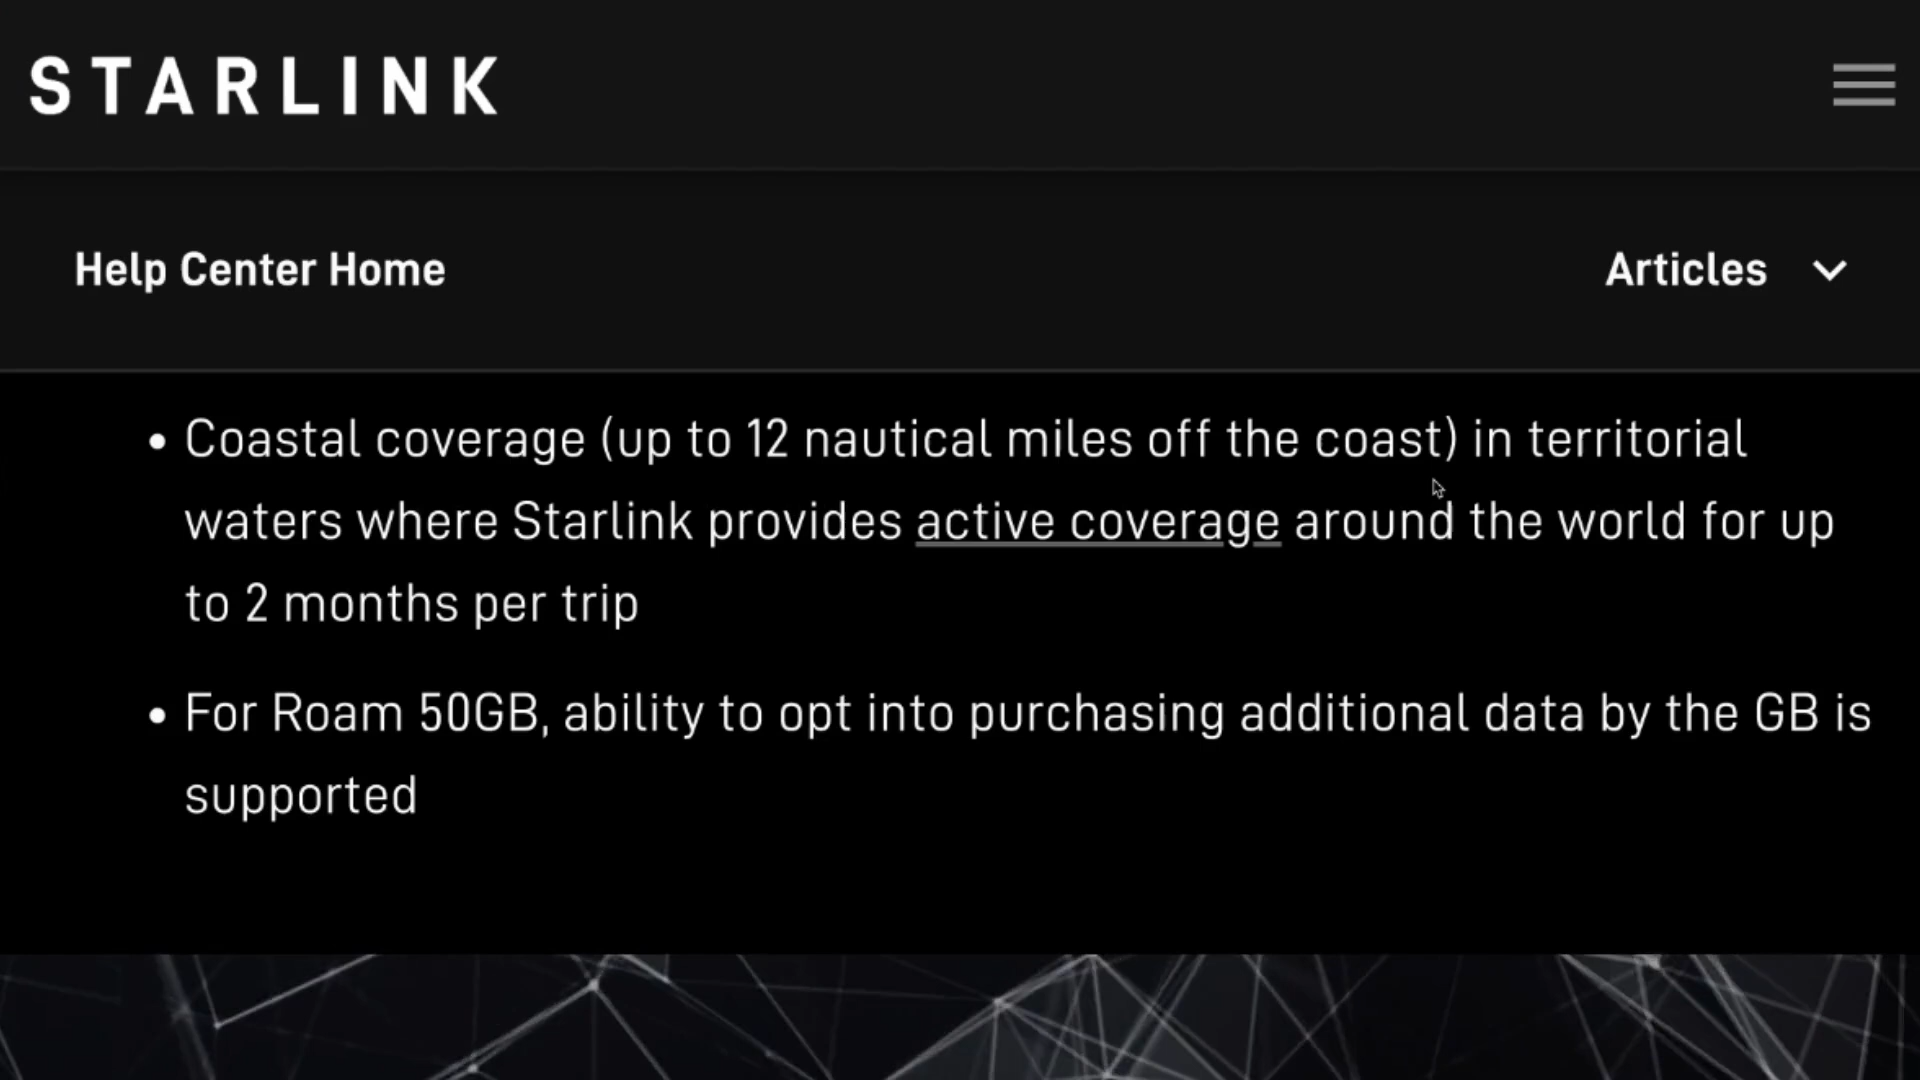 STARLINK
Help Center Home
Articles
• Coastal coverage (up to 12 nautical miles off the coast) in territorial
waters where Starlink provides active coverage around the world for up
to 2 months per trip
• For Roam 50GB, ability to opt into purchasing additional data by the GB is
supported